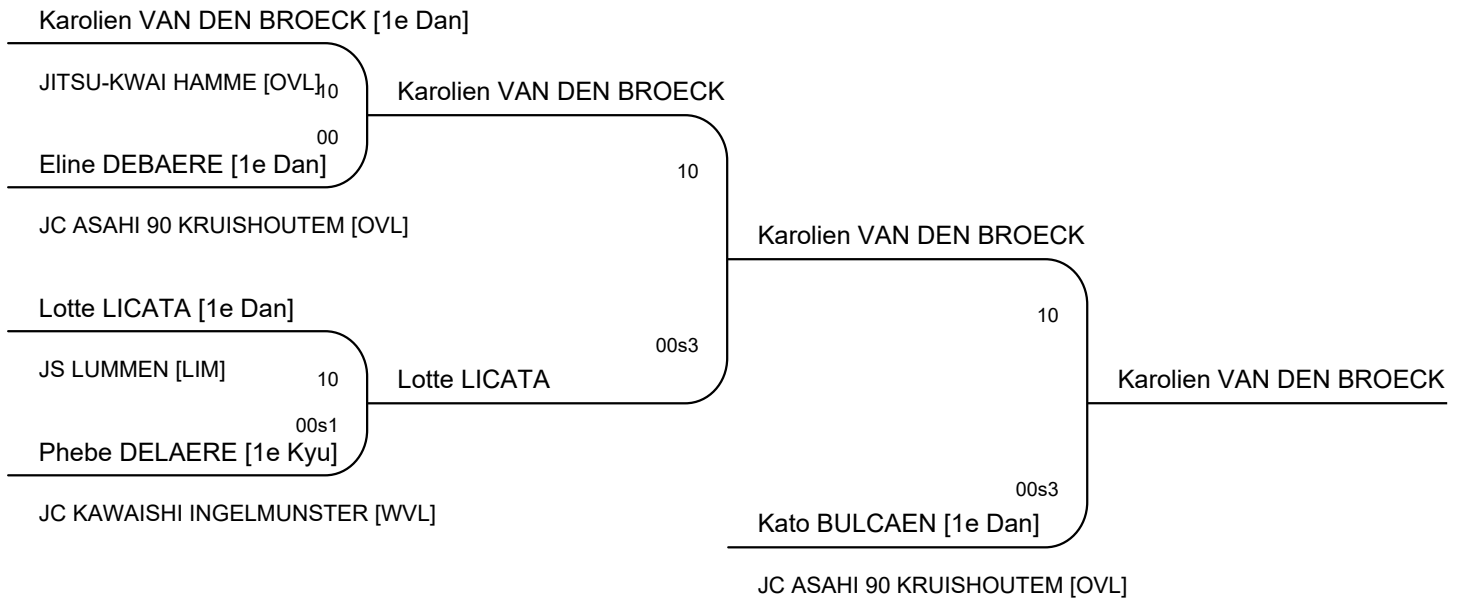 Karolien VAN DEN BROECK [1e Dan]
JITSU-KWAI HAMME [OVL]
10
Karolien VAN DEN BROECK
00
Eline DEBAERE [1e Dan]
10
JC ASAHI 90 KRUISHOUTEM [OVL]
Karolien VAN DEN BROECK
Lotte LICATA [1e Dan]
10
00s3
JS LUMMEN [LIM]
10
Lotte LICATA
Karolien VAN DEN BROECK
00s1
Phebe DELAERE [1e Kyu]
00s3
JC KAWAISHI INGELMUNSTER [WVL]
Kato BULCAEN [1e Dan]
JC ASAHI 90 KRUISHOUTEM [OVL]